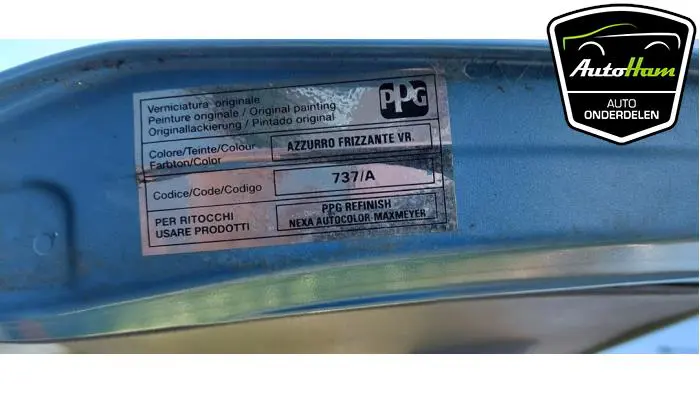 AutoHam
AUTO
ONDERDELEN
Verniciatura originale
Peinture originale / Original painting
Originallackierung / Pintado original
PPG
Colore/Teinte/Colour
Farbton/Color
AZZURRO FRIZZANTE VR.
Codice/Code/Codigo
737/A
PER RITOCCHI
USARE PRODOTTI
PPG REFINISH
NEXA AUTOCOLOR-MAXMEYER